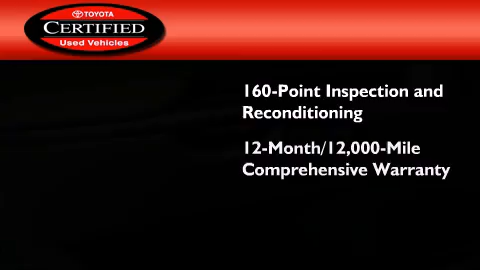 TOYOTA
CERTIFIED
Used Vehicles
160-Point Inspection and
Reconditioning
12-Month/12,000-Mile
Comprehensive Warranty